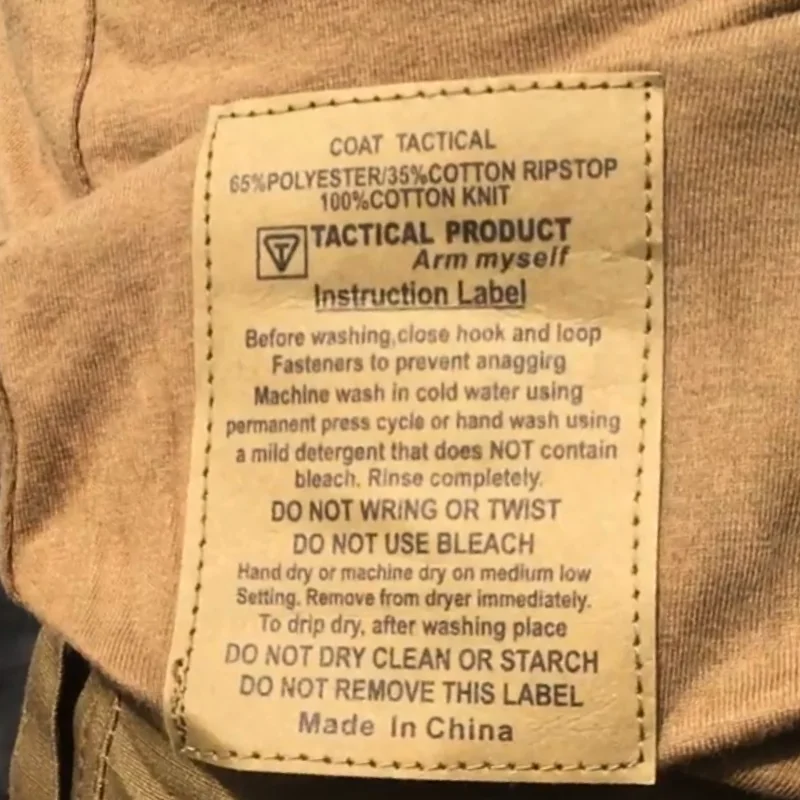 COAT TACTICAL
65%POLYESTER/35%COTTON RIPSTOP
100%COTTON KNIT
T TACTICAL PRODUCT
Arm myself
Instruction Label
Before washing,close hook and loop
Fasteners to prevent anaggirg
Machine wash in cold water using
permanent press cycle or hand wash using
a mild detergent that does NOT contain
bleach. Rinse completely.
DO NOT WRING OR TWIST
DO NOT USE BLEACH
Hand dry or machine dry on medium low
Setting. Remove from dryer immediately.
To drip dry, after washing place
DO NOT DRY CLEAN OR STARCH
DO NOT REMOVE THIS LABEL
Made In China